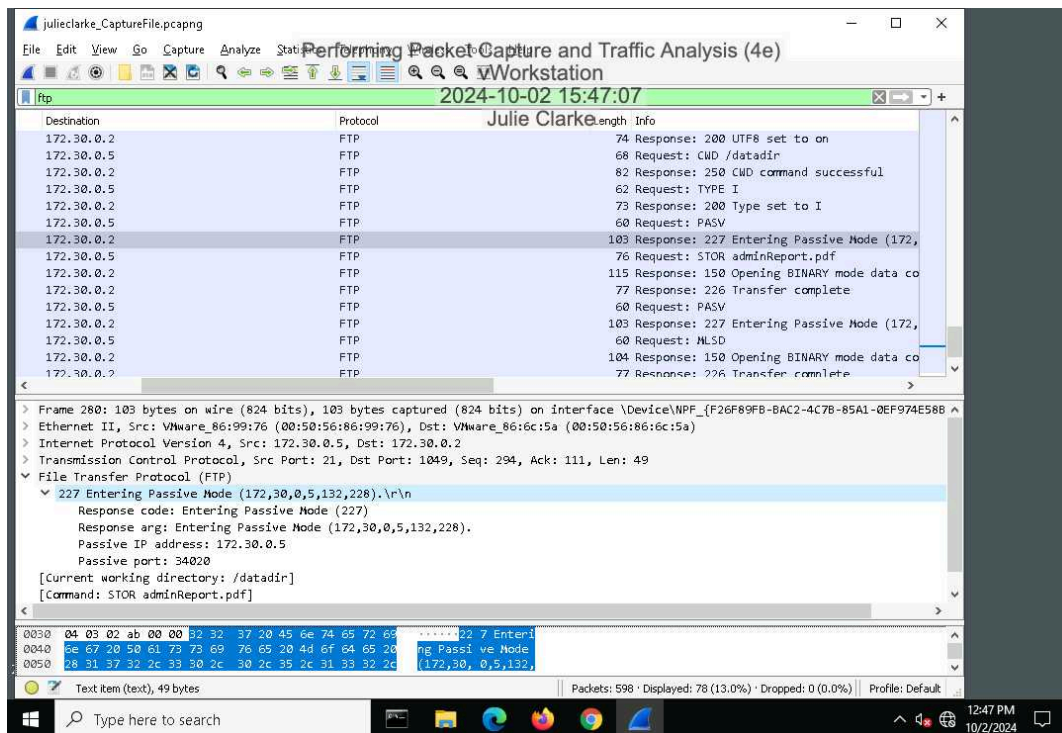 julieclarke_CaptureFile.pcapng
File Edit View Go Capture Analyze
Performing Packet Capture and Traffic Analysis (4e)
vWorkstation
2024-10-02 15:47:07
Julie Clarke
ftp
Destination Protocol Length Info
172.30.0.2 FTP 74 Response: 200 UTF8 set to on
172.30.0.5 FTP 68 Request: CWD /datadir
172.30.0.2 FTP 82 Response: 250 CWD command successful
172.30.0.5 FTP 62 Request: TYPE I
172.30.0.2 FTP 73 Response: 200 Type set to I
172.30.0.5 FTP 60 Request: PASV
172.30.0.2 FTP 103 Response: 227 Entering Passive Mode (172,
172.30.0.5 FTP 76 Request: STOR adminReport.pdf
172.30.0.2 FTP 115 Response: 150 Opening BINARY mode data co
172.30.0.2 FTP 77 Response: 226 Transfer complete
172.30.0.5 FTP 60 Request: PASV
172.30.0.2 FTP 103 Response: 227 Entering Passive Mode (172,
172.30.0.5 FTP 60 Request: MLSD
172.30.0.2 FTP 104 Response: 150 Opening BINARY mode data co
172.30.0.2 FTP 77 Response: 226 Transfer complete
Frame 280: 103 bytes on wire (824 bits), 103 bytes captured (824 bits) on interface \Device\NPF_{F26F89FB-BAC2-4C7B-85A1-0EF974E58B
Ethernet II, Src: VMware_86:99:76 (00:50:56:86:99:76), Dst: VMware_86:6c:5a (00:50:56:86:6c:5a)
Internet Protocol Version 4, Src: 172.30.0.5, Dst: 172.30.0.2
Transmission Control Protocol, Src Port: 21, Dst Port: 1049, Seq: 294, Ack: 111, Len: 49
File Transfer Protocol (FTP)
227 Entering Passive Mode (172,30,0,5,132,228).\r\n
Response code: Entering Passive Mode (227)
Response arg: Entering Passive Mode (172,30,0,5,132,228).
Passive IP address: 172.30.0.5
Passive port: 34020
[Current working directory: /datadir]
[Command: STOR adminReport.pdf]
0030 04 03 02 ab 00 00 32 32 37 20 45 6e 74 65 72 69 ······22 7 Enteri
0040 6e 67 20 50 61 73 73 69 76 65 20 4d 6f 64 65 20 ng Passi ve Mode
0050 28 31 37 32 2c 33 30 2c 30 2c 35 2c 31 33 32 2c (172,30, 0,5,132,
Text item (text), 49 bytes Packets: 598 · Displayed: 78 (13.0%) · Dropped: 0 (0.0%) Profile: Default
Type here to search 12:47 PM
10/2/2024